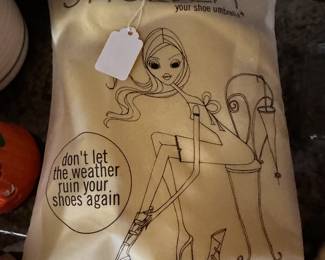 your shoe umbrella
don't let
the weather
ruin your
shoes again